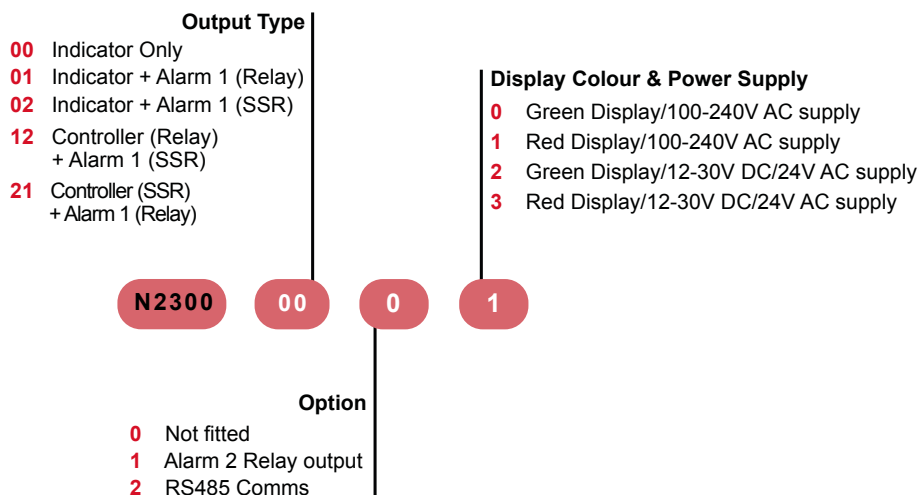 Output Type
00 Indicator Only
01 Indicator + Alarm 1 (Relay)
02 Indicator + Alarm 1 (SSR)
12 Controller (Relay)
+ Alarm 1 (SSR)
21 Controller (SSR)
+ Alarm 1 (Relay)
Display Colour & Power Supply
0 Green Display/100-240V AC supply
1 Red Display/100-240V AC supply
2 Green Display/12-30V DC/24V AC supply
3 Red Display/12-30V DC/24V AC supply
N2300 00 0 1
Option
0 Not fitted
1 Alarm 2 Relay output
2 RS485 Comms